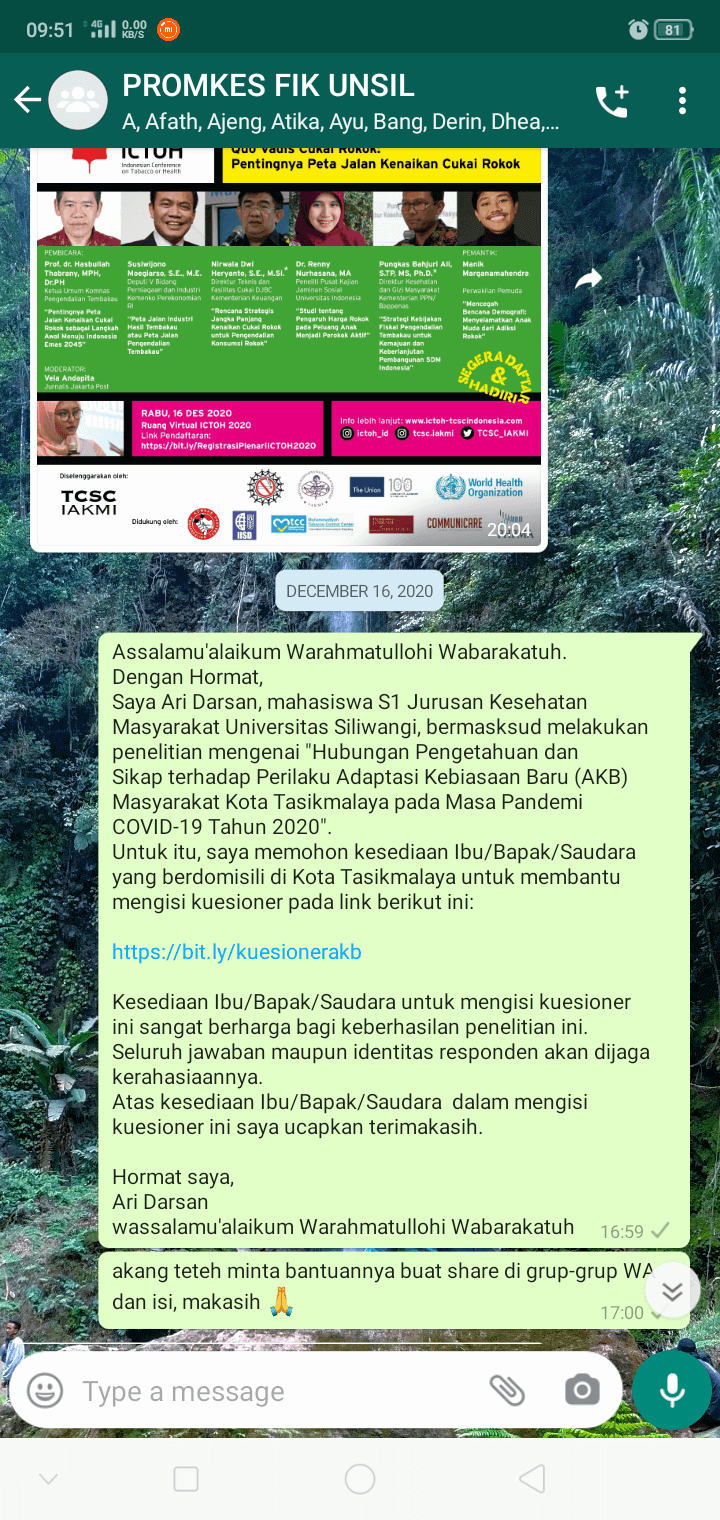 09:51
4G
0.00
KB/S
81
PROMKES FIK UNSIL
A, Afath, Ajeng, Atika, Ayu, Bang, Derin, Dhea,...
ICTOH
Indonesian Conference
on Tobacco or Health
Quo Vadis Cukai Rokok:
Pentingnya Peta Jalan Kenaikan Cukai Rokok
PEMBICARA:
Prof. dr. Hasbullah
Thabrany, MPH,
Dr.PH
Ketua Umum Komnas
Pengendalian Tembakau
"Pentingnya Peta
Jalan Kenaikan Cukai
Rokok sebagai Langkah
Awal Menuju Indonesia
Emas 2045"
Susiwijono
Moegiarso, S.E., M.E.
Deputi V Bidang
Perniagaan dan Industri
Kemenko Perekonomian
RI
"Peta Jalan Industri
Hasil Tembakau
atau Peta Jalan
Pengendalian
Tembakau"
Nirwala Dwi
Heryanto, S.E., M.Si.*
Direktur Teknis dan
Fasilitas Cukai DJBC
Kementerian Keuangan
"Rencana Strategis
Jangka Panjang
Kenaikan Cukai Rokok
untuk Pengendalian
Konsumsi Rokok"
Dr. Renny
Nurhasana, MA
Peneliti Pusat Kajian
Jaminan Sosial
Universitas Indonesia
"Studi tentang
Pengaruh Harga Rokok
pada Peluang Anak
Menjadi Perokok Aktif"
Pungkas Bahjuri Ali,
S.TP, MS, Ph.D.*
Direktur Kesehatan
dan Gizi Masyarakat
Kementerian PPN/
Bappenas
"Strategi Kebijakan
Fiskal Pengendalian
Tembakau untuk
Kemajuan dan
Keberlanjutan
Pembangunan SDM
Indonesia"
PEMANTIK:
Manik
Marganamahendra
Perwakilan Pemuda
"Mencegah
Bencana Demografi:
Menyelamatkan Anak
Muda dari Adiksi
Rokok"
MODERATOR:
Vela Andapita
Jurnalis Jakarta Post
SEGERA DAFTAR
&
HADIRI
RABU, 16 DES 2020
Ruang Virtual ICTOH 2020
Link Pendaftaran:
https://bit.ly/RegistrasiPlenariICTOH2020
Info lebih lanjut: www.ictoh-tcscindonesia.com
ictoh_id tcsc.iakmi TCSC_IAKMI
Diselenggarakan oleh:
TCSC
IAKMI
The Union
World Health
Organization
Didukung oleh:
IISD
mtcc
COMMUNICARE
20:04
DECEMBER 16, 2020
Assalamu'alaikum Warahmatullohi Wabarakatuh.
Dengan Hormat,
Saya Ari Darsan, mahasiswa S1 Jurusan Kesehatan
Masyarakat Universitas Siliwangi, bermasksud melakukan
penelitian mengenai "Hubungan Pengetahuan dan
Sikap terhadap Perilaku Adaptasi Kebiasaan Baru (AKB)
Masyarakat Kota Tasikmalaya pada Masa Pandemi
COVID-19 Tahun 2020".
Untuk itu, saya memohon kesediaan Ibu/Bapak/Saudara
yang berdomisili di Kota Tasikmalaya untuk membantu
mengisi kuesioner pada link berikut ini:
https://bit.ly/kuesionerakb
Kesediaan Ibu/Bapak/Saudara untuk mengisi kuesioner
ini sangat berharga bagi keberhasilan penelitian ini.
Seluruh jawaban maupun identitas responden akan dijaga
kerahasiaannya.
Atas kesediaan Ibu/Bapak/Saudara  dalam mengisi
kuesioner ini saya ucapkan terimakasih.
Hormat saya,
Ari Darsan
wassalamu'alaikum Warahmatullohi Wabarakatuh
16:59
akang teteh minta bantuannya buat share di grup-grup WA
dan isi, makasih 🙏
17:00
Type a message